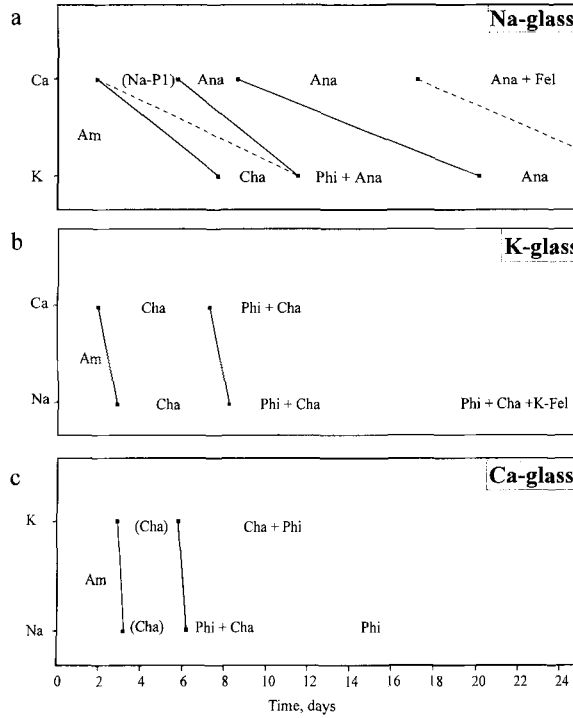 a
Na-glass
Ca (Na-P1) Ana Ana Ana + Fel
Am
K Cha Phi + Ana Ana
b
K-glass
Ca Cha Phi + Cha
Am
Na Cha Phi + Cha Phi + Cha +K-Fel
c
Ca-glass
K (Cha) Cha + Phi
Am
Na (Cha) Phi + Cha Phi
0 2 4 6 8 10 12 14 16 18 20 22 24
Time, days